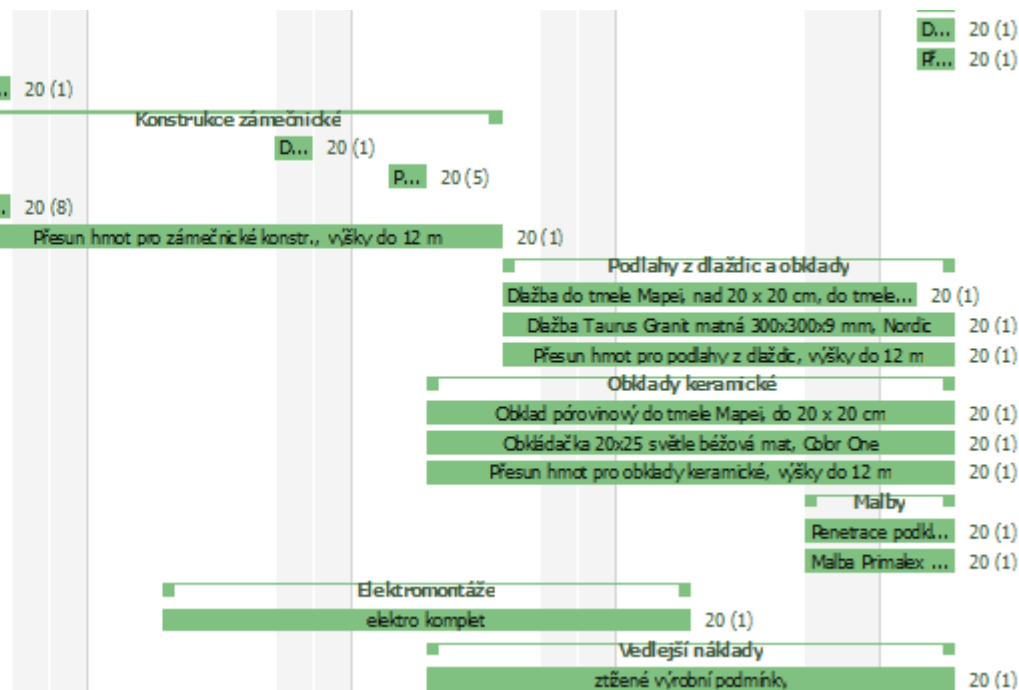 D... 20 (1)
Př... 20 (1)
... 20 (1)
Konstrukce zámečnické
D... 20 (1)
P... 20 (5)
... 20 (8)
Přesun hmot pro zámečnické konstr., výšky do 12 m 20 (1)
Podlahy z dlaždic a obklady
Dlažba do tmele Mapei, nad 20 x 20 cm, do tmele... 20 (1)
Dlažba Taurus Granit matná 300x300x9 mm, Nordic 20 (1)
Přesun hmot pro podlahy z dlaždic, výšky do 12 m 20 (1)
Obklady keramické
Obklad pórovinový do tmele Mapei, do 20 x 20 cm 20 (1)
Obkládačka 20x25 světle béžová mat, Color One 20 (1)
Přesun hmot pro obklady keramické, výšky do 12 m 20 (1)
Malby
Penetrace podkl... 20 (1)
Malba Primalex ... 20 (1)
Elektromontáže
elektro komplet 20 (1)
Vedlejší náklady
ztížené výrobní podmínky, 20 (1)